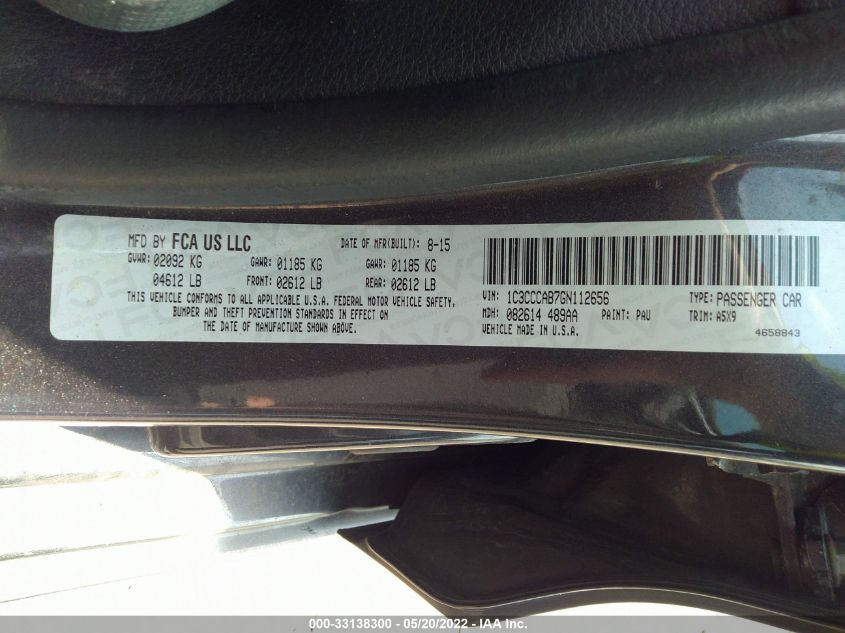 MFD BY FCA US LLC DATE OF MFR(BUILT): 8-15
GVWR: 02092 KG GAWR: 01185 KG GAWR: 01185 KG
04612 LB FRONT: 02612 LB REAR: 02612 LB
THIS VEHICLE CONFORMS TO ALL APPLICABLE U.S.A. FEDERAL MOTOR VEHICLE SAFETY,
BUMPER AND THEFT PREVENTION STANDARDS IN EFFECT ON
THE DATE OF MANUFACTURE SHOWN ABOVE.
VIN: 1C3CCCAB7GN112656 TYPE: PASSENGER CAR
MDH: 082614 489AA PAINT: PAU TRIM: A5X9
VEHICLE MADE IN U.S.A. 4658843
000-33138300 - 05/20/2022 - IAA Inc.